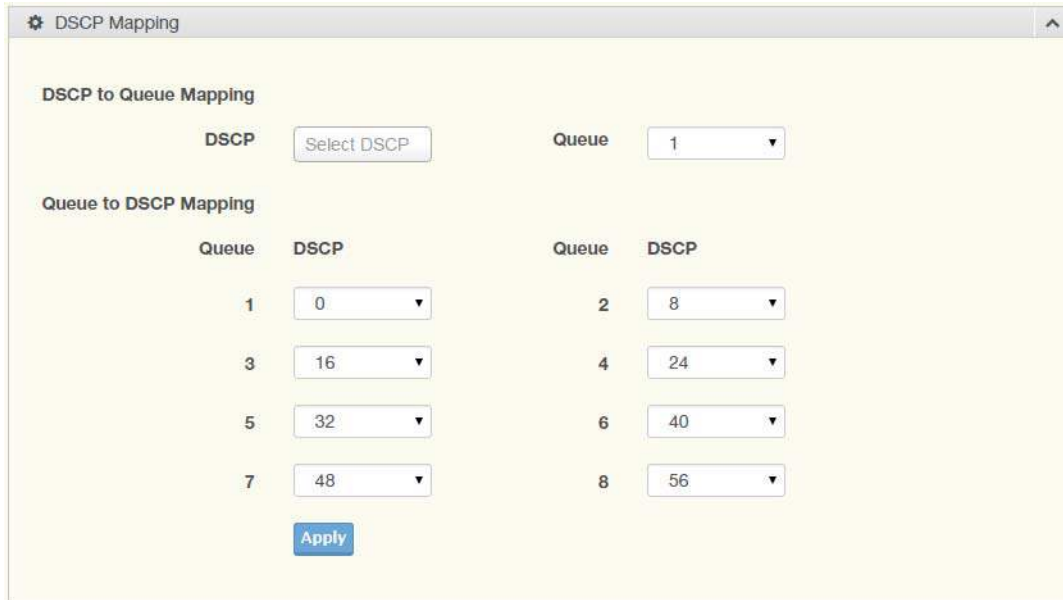 DSCP Mapping
DSCP to Queue Mapping
DSCP Select DSCP Queue 1
Queue to DSCP Mapping
Queue DSCP Queue DSCP
1 0 2 8
3 16 4 24
5 32 6 40
7 48 8 56
Apply